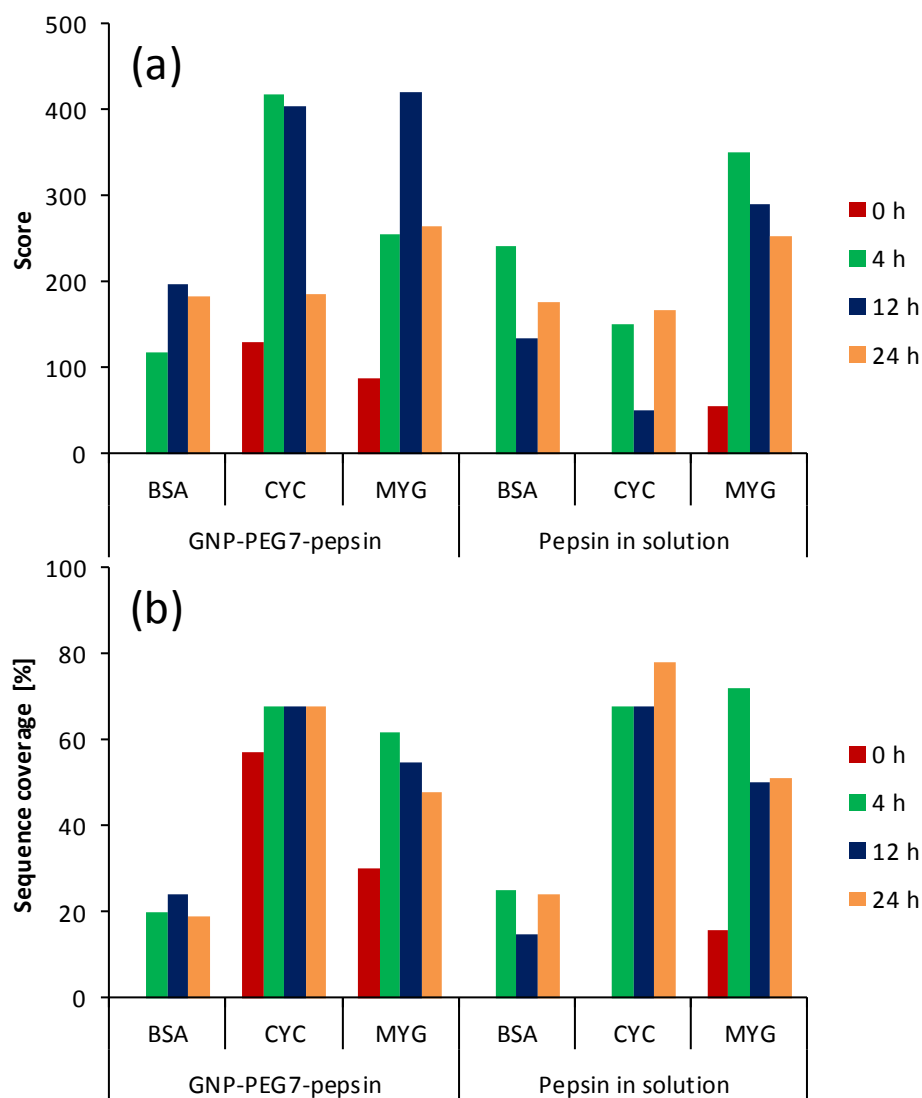 (a)
Score
500
400
300
200
100
0
BSA CYC MYG BSA CYC MYG
GNP-PEG7-pepsin Pepsin in solution
0 h
4 h
12 h
24 h
(b)
Sequence coverage [%]
100
80
60
40
20
0
BSA CYC MYG BSA CYC MYG
GNP-PEG7-pepsin Pepsin in solution
0 h
4 h
12 h
24 h